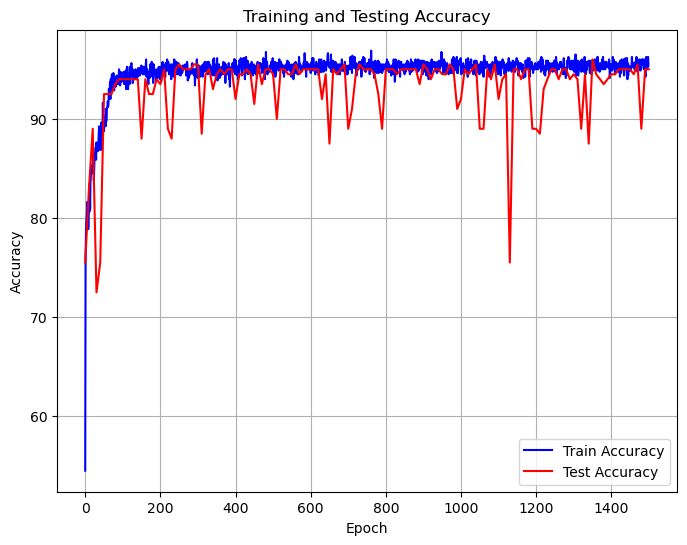 Training and Testing Accuracy
Accuracy
90
80
70
60
0 200 400 600 800 1000 1200 1400
Epoch
Train Accuracy
Test Accuracy